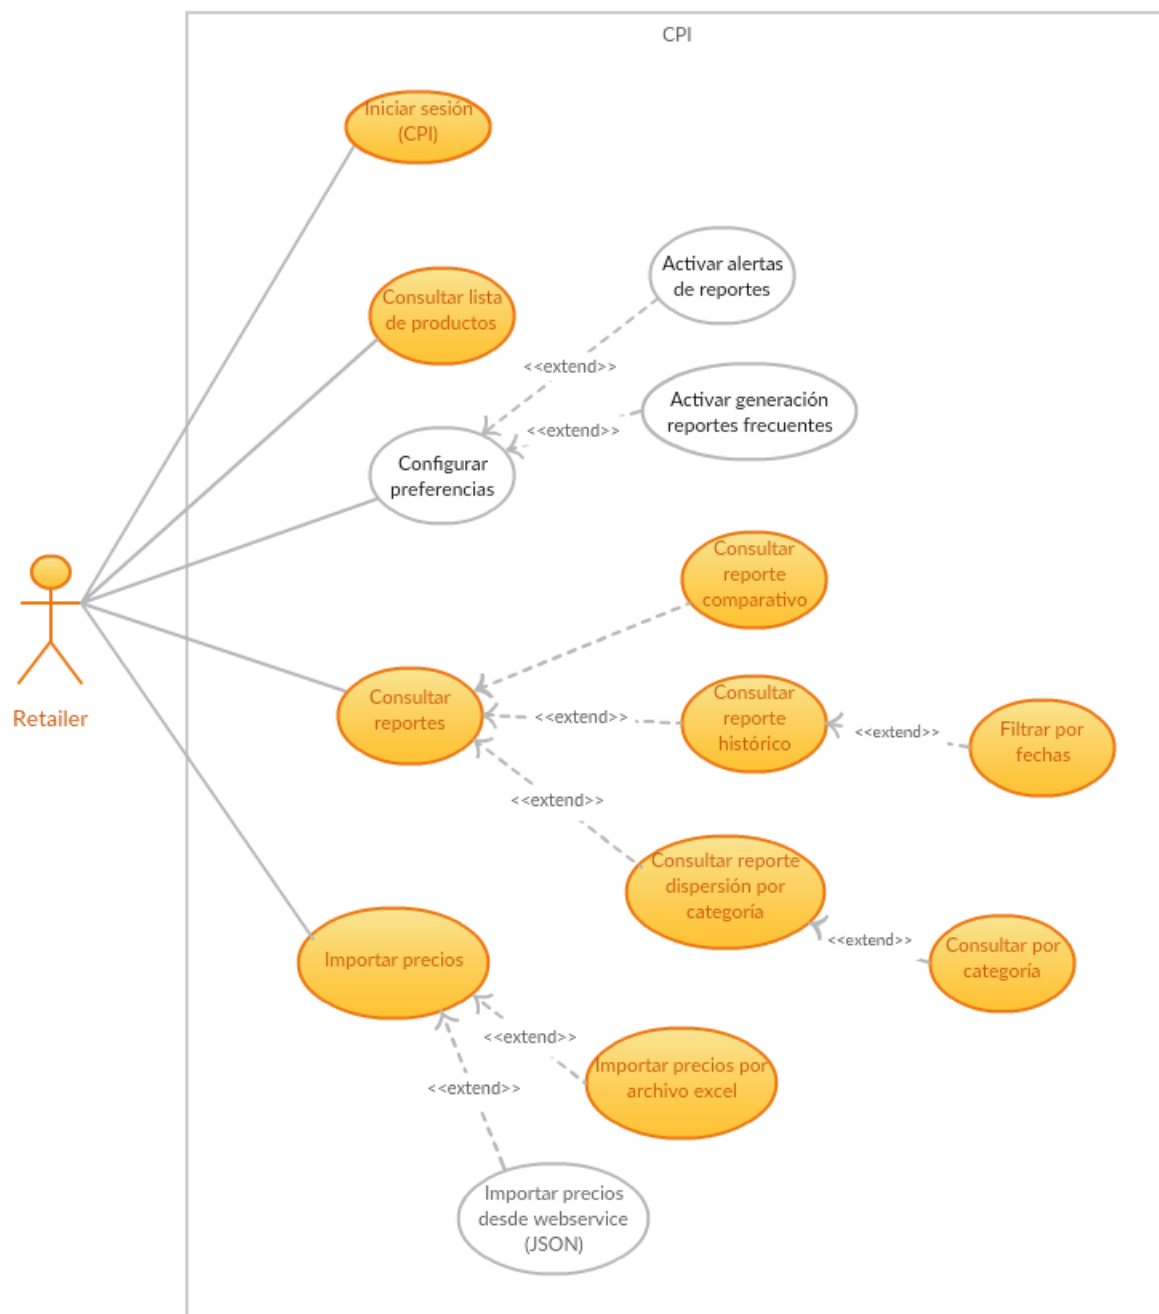 CPI
Iniciar sesión
(CPI)
Activar alertas
de reportes
Consultar lista
de productos
<<extend>>
Activar generación
reportes frecuentes
<<extend>>
Configurar
preferencias
Consultar
reporte
comparativo
Retailer
Consultar
reportes
<<extend>>
Consultar
reporte
histórico
<<extend>>
Filtrar por
fechas
<<extend>>
Consultar reporte
dispersión por
categoría
<<extend>>
Consultar por
categoría
Importar precios
<<extend>>
Importar precios por
archivo excel
<<extend>>
Importar precios
desde webservice
(JSON)